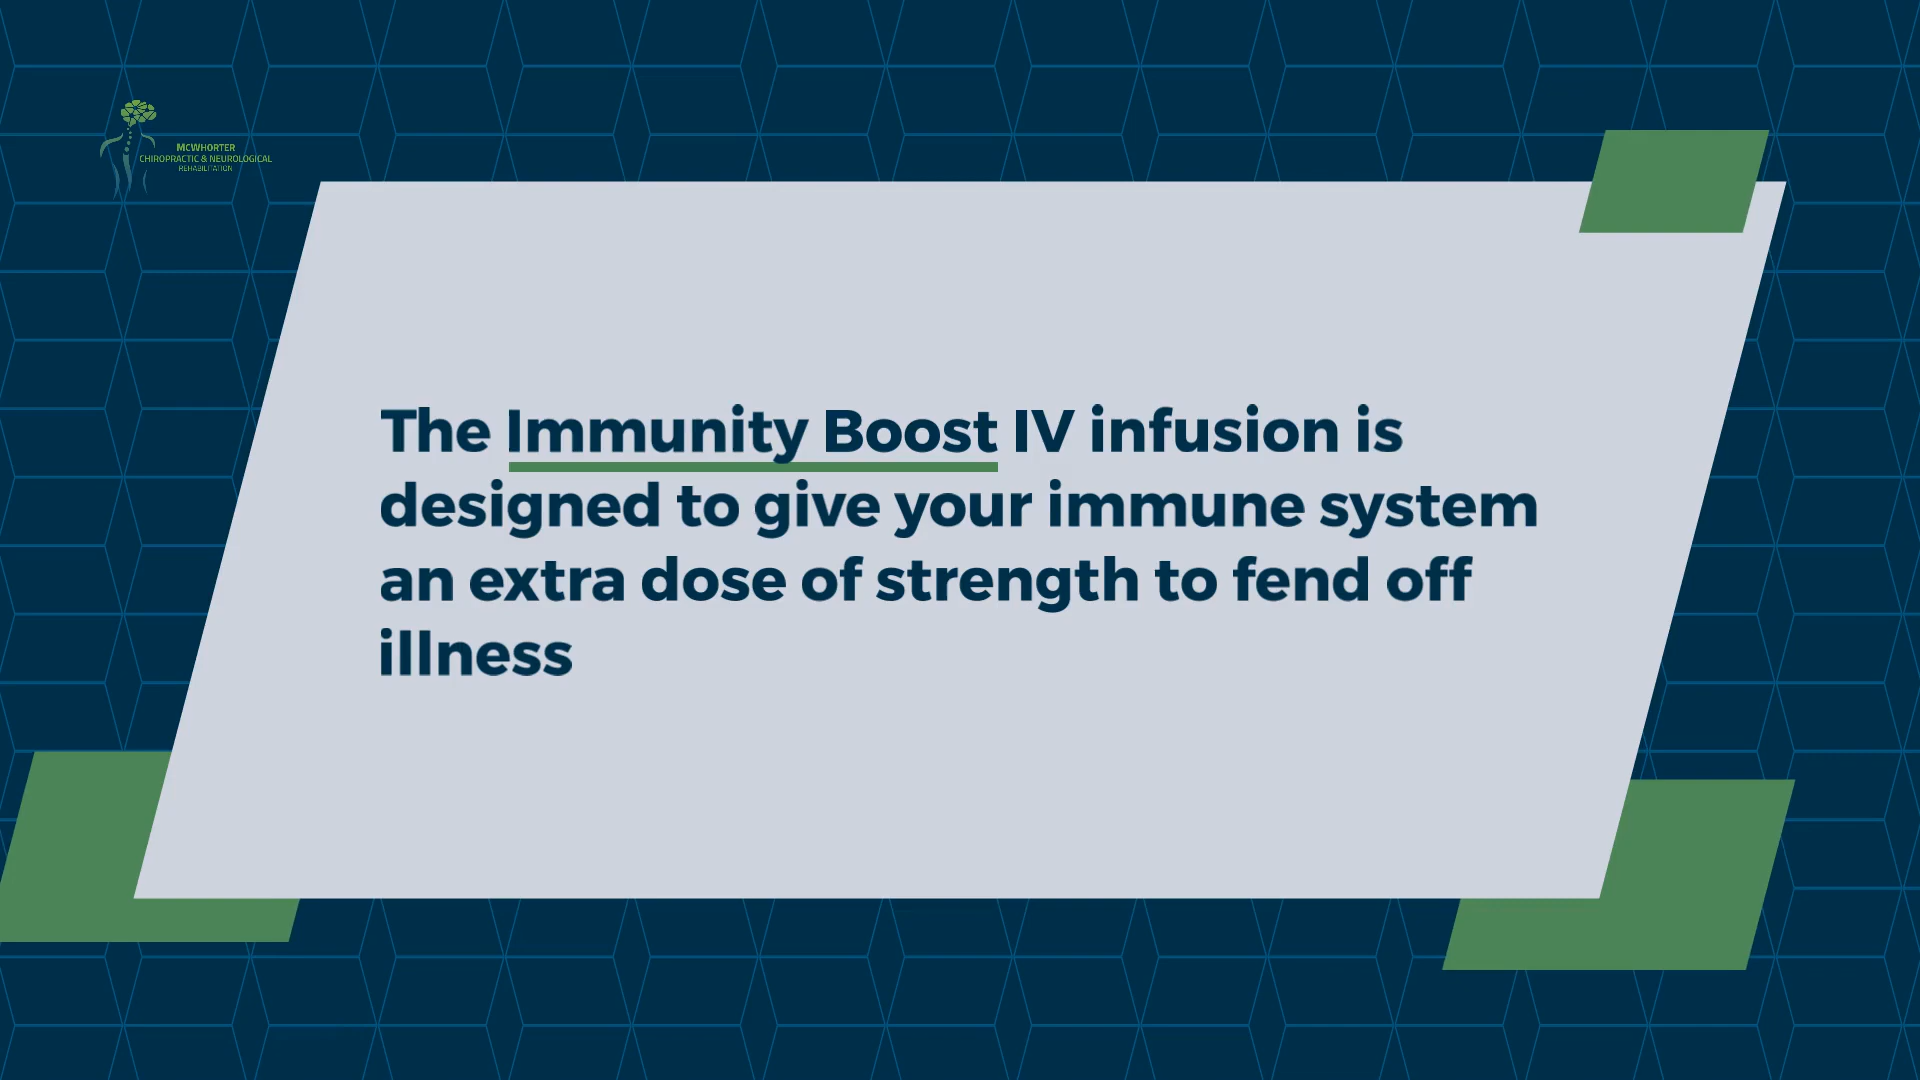 MCWHORTER
CHIROPRACTIC & NEUROLOGICAL
REHABILITATION
The Immunity Boost IV infusion is
designed to give your immune system
an extra dose of strength to fend off
illness